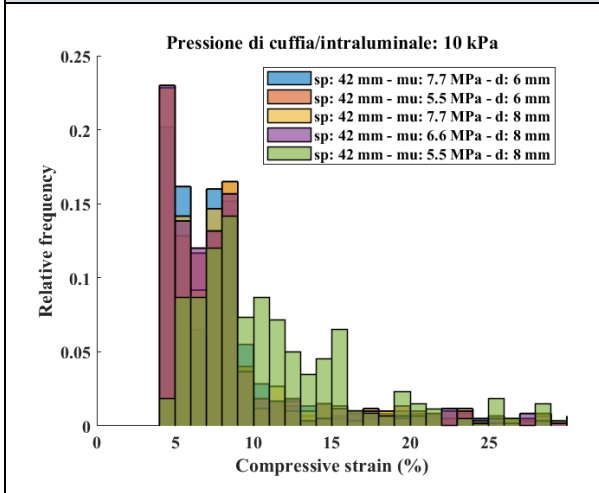 Pressione di cuffia/intraluminale: 10 kPa
0.25
sp: 42 mm - mu: 7.7 MPa - d: 6 mm
sp: 42 mm - mu: 5.5 MPa - d: 6 mm
sp: 42 mm - mu: 7.7 MPa - d: 8 mm
sp: 42 mm - mu: 6.6 MPa - d: 8 mm
sp: 42 mm - mu: 5.5 MPa - d: 8 mm
0.2
0.15
Relative frequency
0.1
0.05
0
0 5 10 15 20 25
Compressive strain (%)